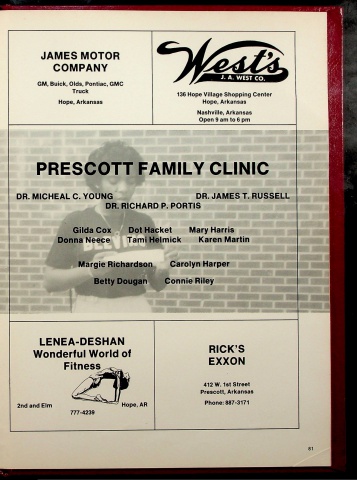 JAMES MOTOR
COMPANY
GM, Buick, Olds, Pontiac, GMC
Truck
Hope, Arkansas
West's
J. A. WEST CO.
136 Hope Village Shopping Center
Hope, Arkansas
Nashville, Arkansas
Open 9 am to 6 pm
PRESCOTT FAMILY CLINIC
DR. MICHEAL C. YOUNG DR. JAMES T. RUSSELL
DR. RICHARD P. PORTIS
Gilda Cox Dot Hacket Mary Harris
Donna Neece Tami Helmick Karen Martin
Margie Richardson Carolyn Harper
Betty Dougan Connie Riley
LENEA-DESHAN
Wonderful World of
Fitness
2nd and Elm Hope, AR
777-4239
RICK'S
EXXON
412 W. 1st Street
Prescott, Arkansas
Phone: 887-3171
81